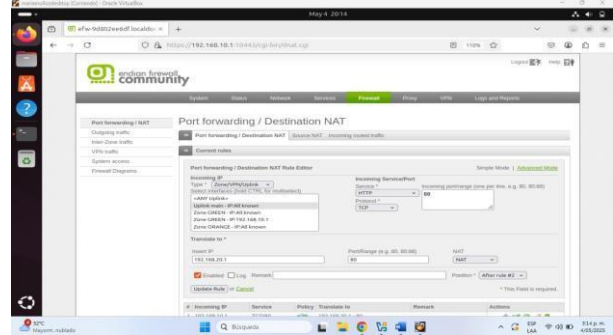 May 4 2014
https://192.168.10.1:10443/cgi-bin/dnat.cgi
110%
Logout
Help
endian firewall
community
System Status Network Services Firewall Proxy VPN Logs and Reports
Port forwarding / NAT
Outgoing traffic
Inter-Zone traffic
VPN traffic
System access
Firewall Diagrams
Port forwarding / Destination NAT
Port forwarding / Destination NAT Source NAT Incoming routed traffic
Current rules
Port forwarding / Destination NAT Rule Editor
Simple Mode | Advanced Mode
Incoming IP
Type * Zone/VPN/Uplink
Select interfaces (hold CTRL for multiselect)
<ANY Uplink>
Uplink main - IP:All known
Zone GREEN - IP:All known
Zone GREEN - IP:192.168.10.1
Zone ORANGE - IP:All known
Incoming Service/Port
Service *
HTTP
Protocol *
TCP
Incoming port/range (one per line, e.g. 80, 80:88)
80
Translate to *
Insert IP
192.168.20.1
Port/Range (e.g. 80, 80:88)
80
NAT
NAT
Enabled Log Remark
Position * After rule #2
Update Rule or Cancel
* This Field is required.
# Incoming IP Service Policy Translate to Remark Actions
32°C
Mayorm. nublado
Búsqueda
ESP
LAA
4/05/2025